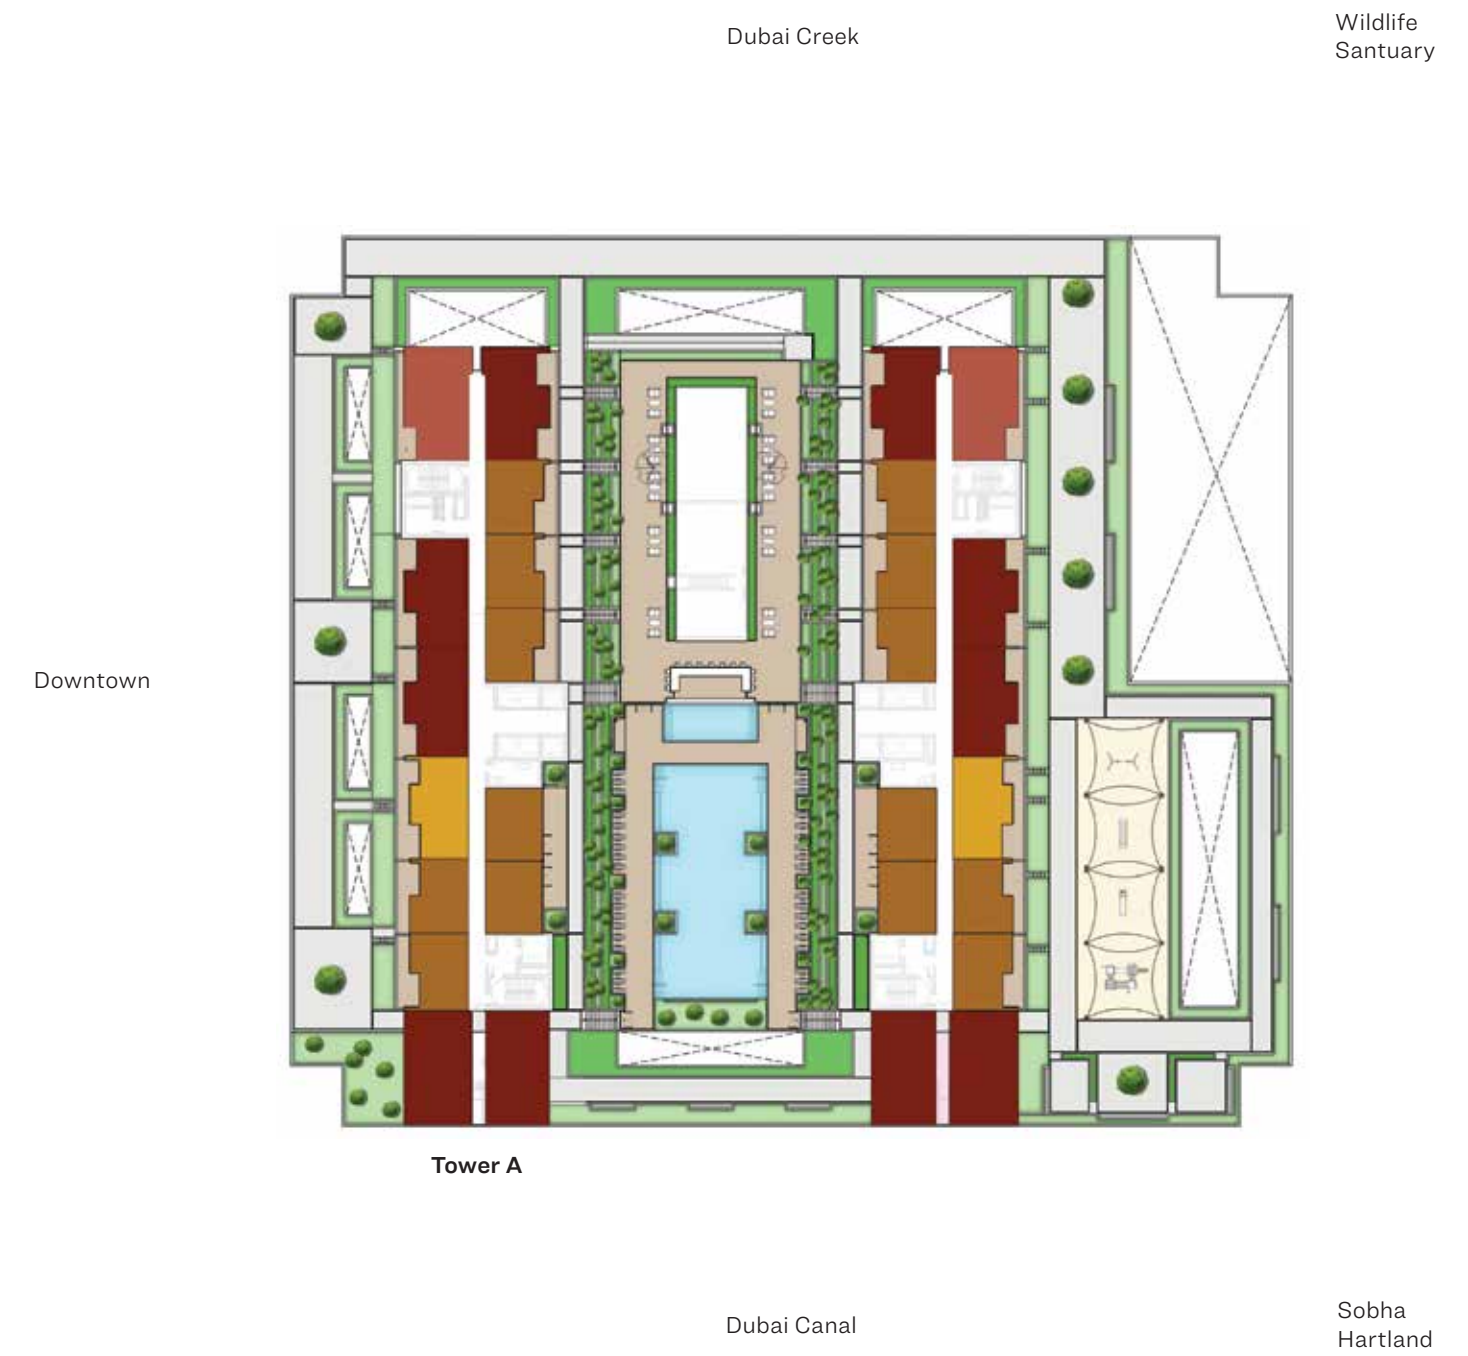 Dubai Creek
Wildlife
Santuary
Downtown
Tower A
Dubai Canal
Sobha
Hartland